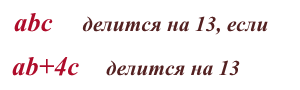 abc делится на 13, если
ab+4c делится на 13